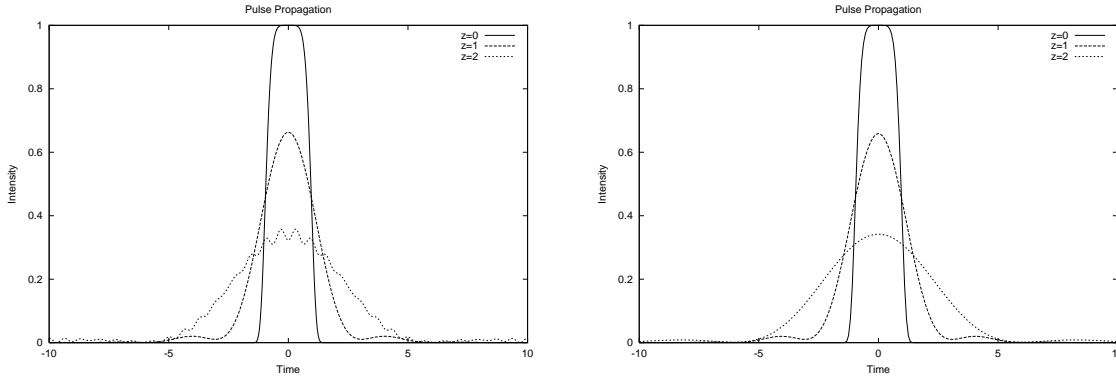 Pulse Propagation
Intensity
1
0.8
0.6
0.4
0.2
0
z=0
z=1
z=2
-10 -5 0 5 10
Time
Pulse Propagation
Intensity
1
0.8
0.6
0.4
0.2
0
z=0
z=1
z=2
-10 -5 0 5 1
Time